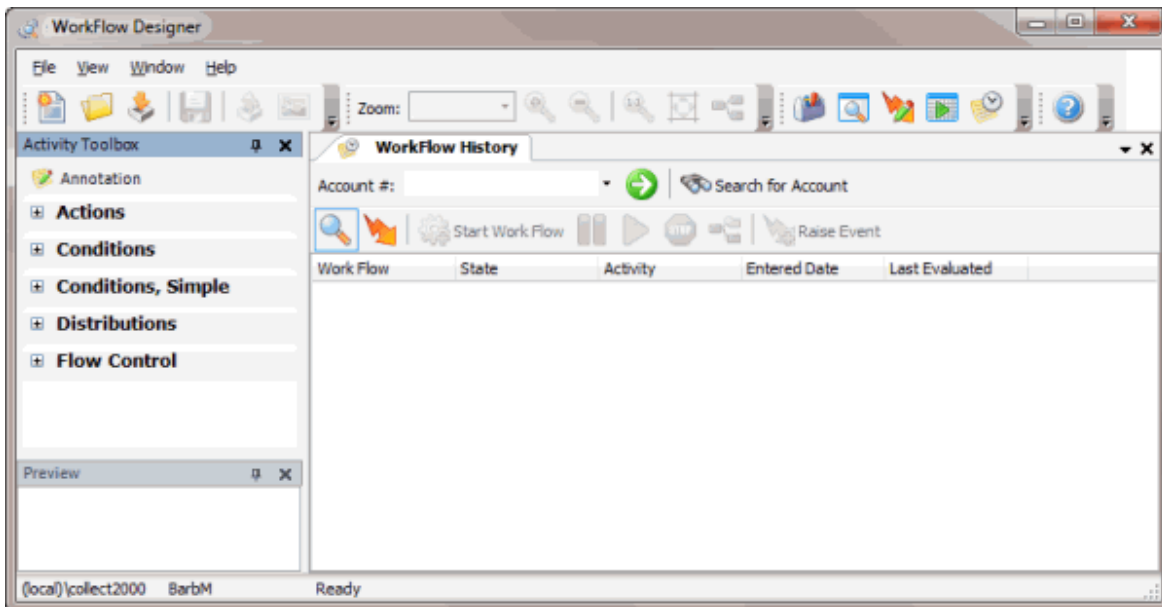 WorkFlow Designer
File View Window Help
Zoom:
Activity Toolbox
WorkFlow History
Annotation
Account #: Search for Account
Actions
Start Work Flow Raise Event
Conditions
Work Flow State Activity Entered Date Last Evaluated
Conditions, Simple
Distributions
Flow Control
Preview
(local)\collect2000 BarbM Ready